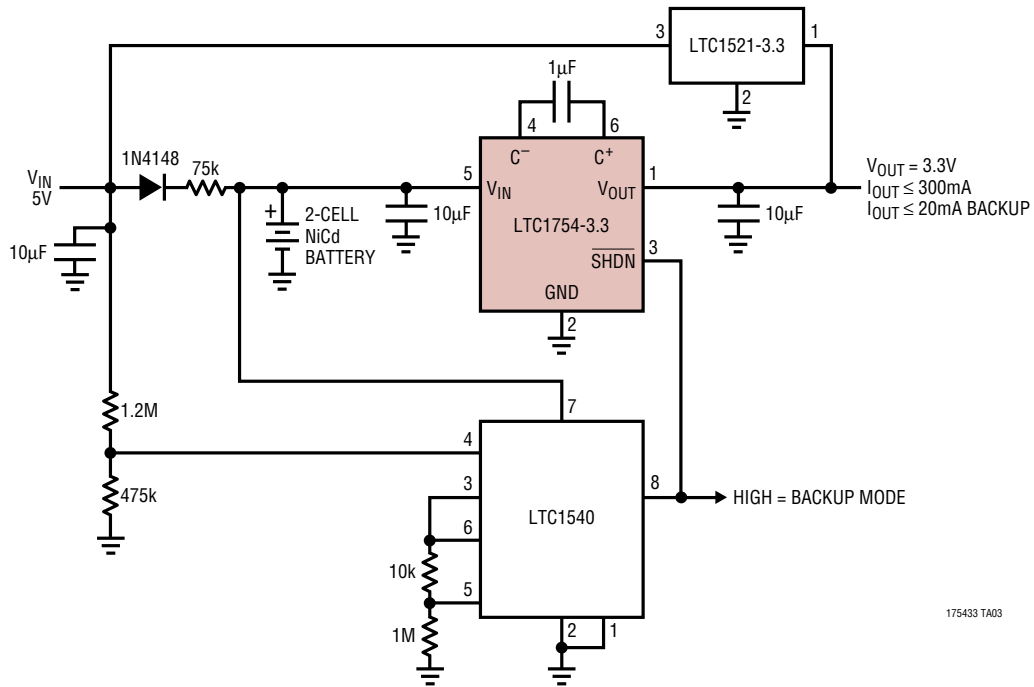 3
LTC1521-3.3
1
2
1µF
4
6
C⁻
C⁺
1N4148
75k
VIN
5V
5
VIN
VOUT
1
LTC1754-3.3
10µF
+
2-CELL
NiCd
BATTERY
10µF
10µF
SHDN
3
GND
2
VOUT = 3.3V
IOUT ≤ 300mA
IOUT ≤ 20mA BACKUP
7
1.2M
4
475k
3
6
10k
5
1M
LTC1540
8
HIGH = BACKUP MODE
2
1
175433 TA03